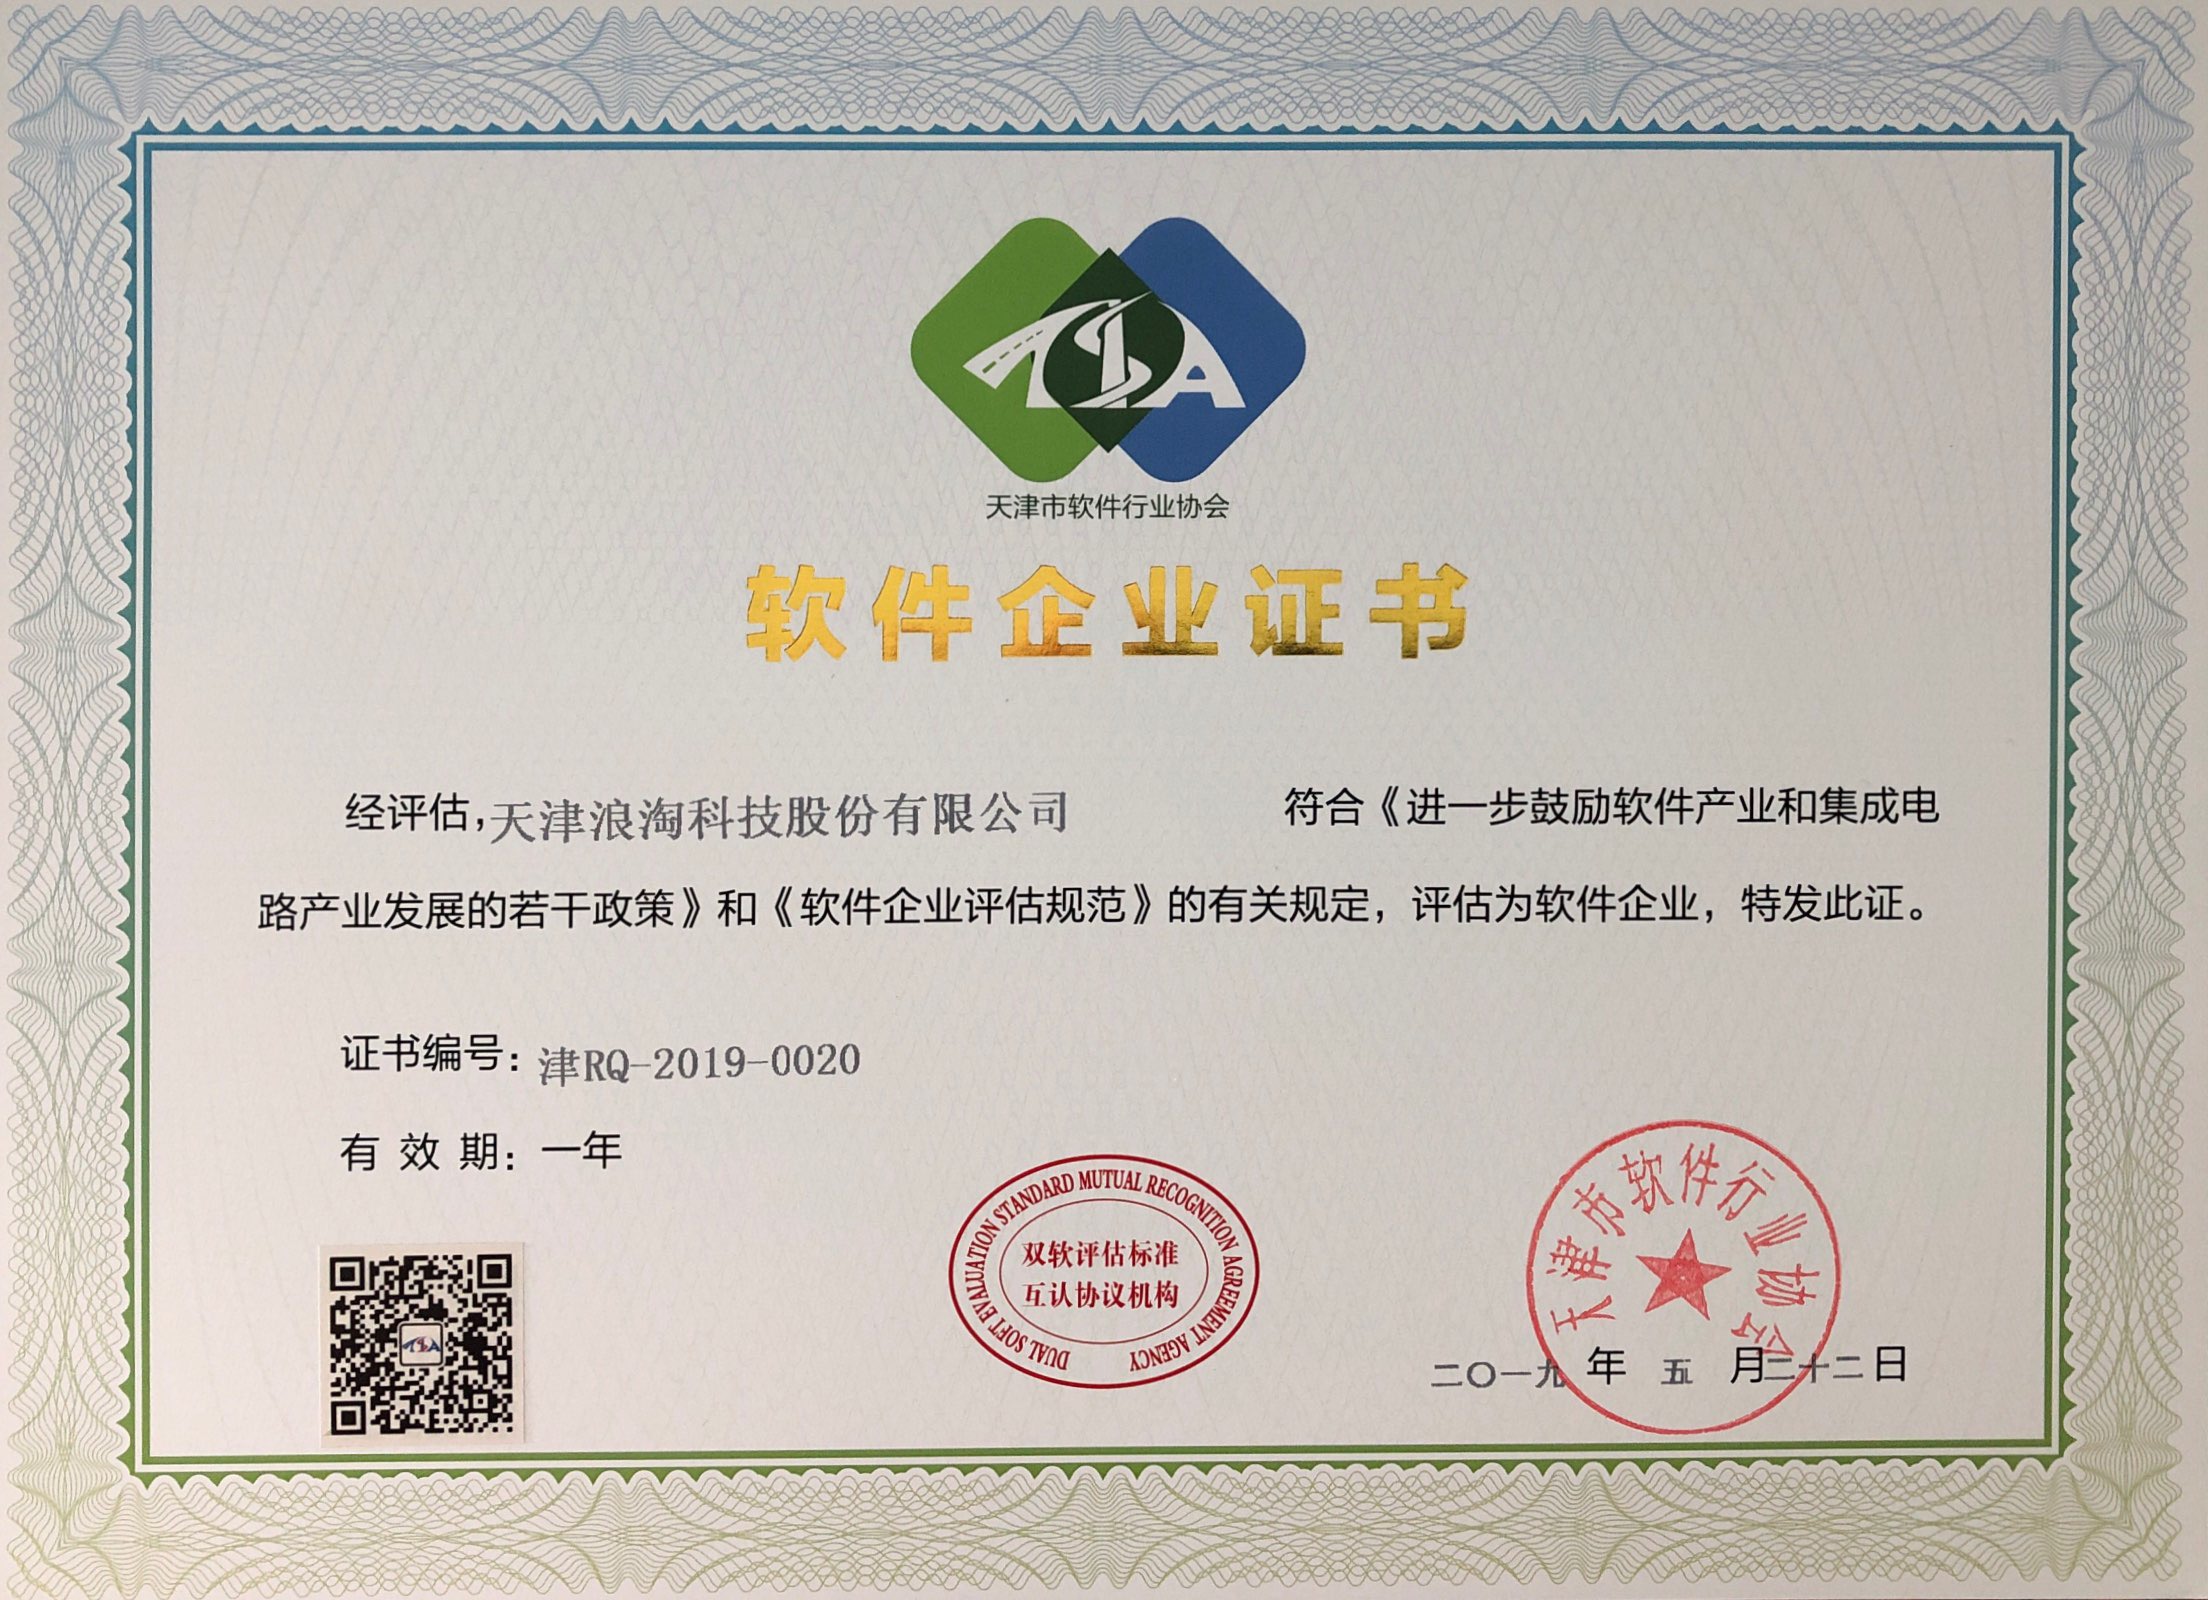 TSA
天津市软件行业协会
软件企业证书
经评估,天津浪淘科技股份有限公司 符合《进一步鼓励软件产业和集成电
路产业发展的若干政策》和《软件企业评估规范》的有关规定，评估为软件企业，特发此证。
证书编号：津RQ-2019-0020
有效期：一年
DUAL SOFT EVALUATION STANDARD MUTUAL RECOGNITION AGREEMENT AGENCY
双软评估标准
互认协议机构
天津市软件行业协会
二〇一九年五月二十二日
TSA